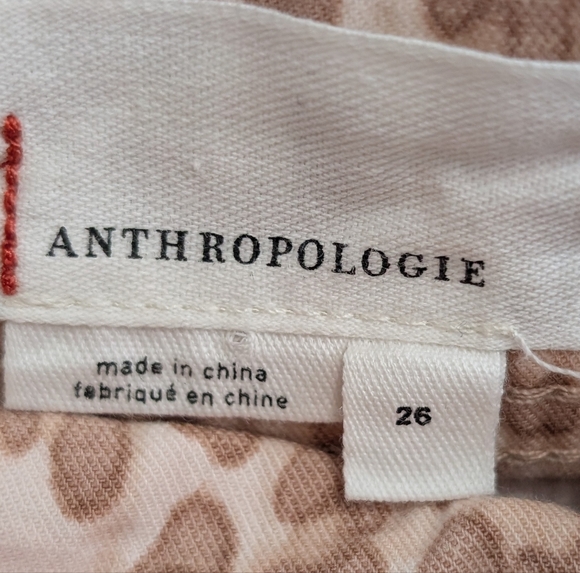 ANTHROPOLOGIE
made in china
fabriqué en chine
26